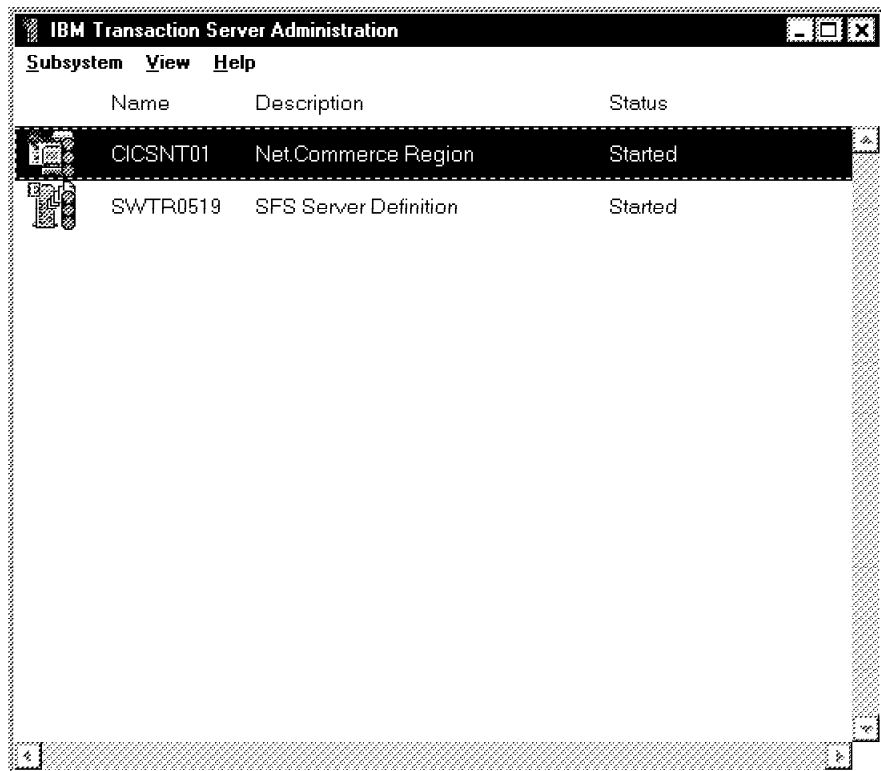 IBM Transaction Server Administration
Subsystem View Help
Name Description Status
CICSNT01 Net.Commerce Region Started
SWTR0519 SFS Server Definition Started